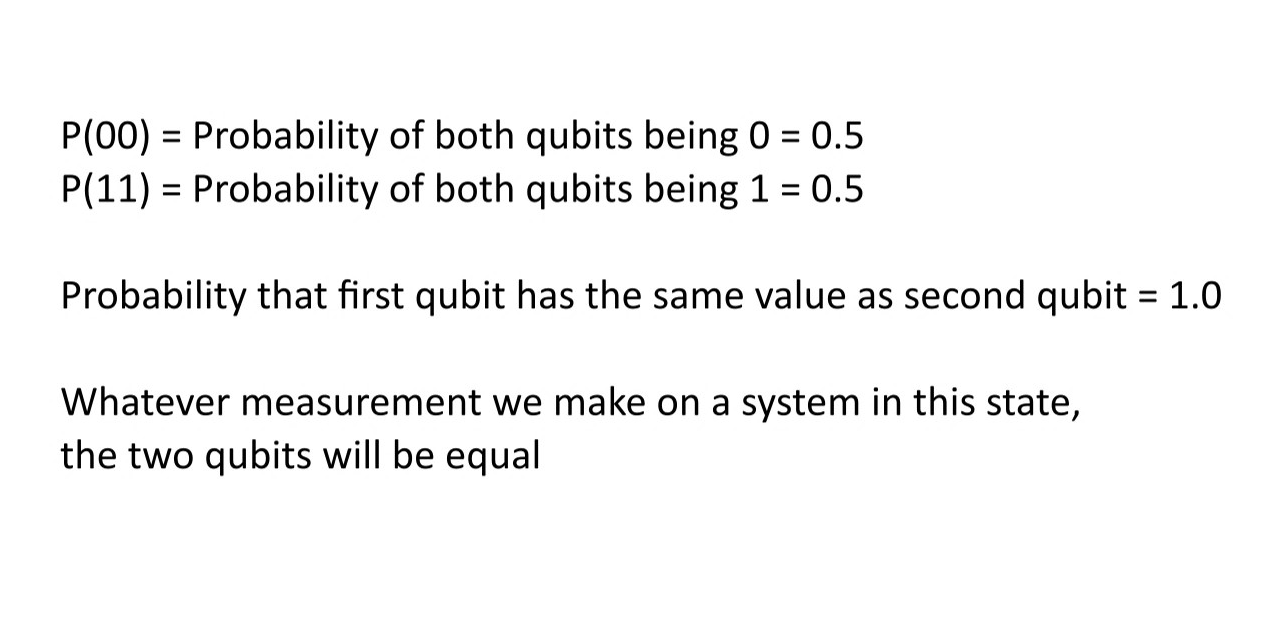 P(00) = Probability of both qubits being 0 = 0.5
P(11) = Probability of both qubits being 1 = 0.5
Probability that first qubit has the same value as second qubit = 1.0
Whatever measurement we make on a system in this state,
the two qubits will be equal